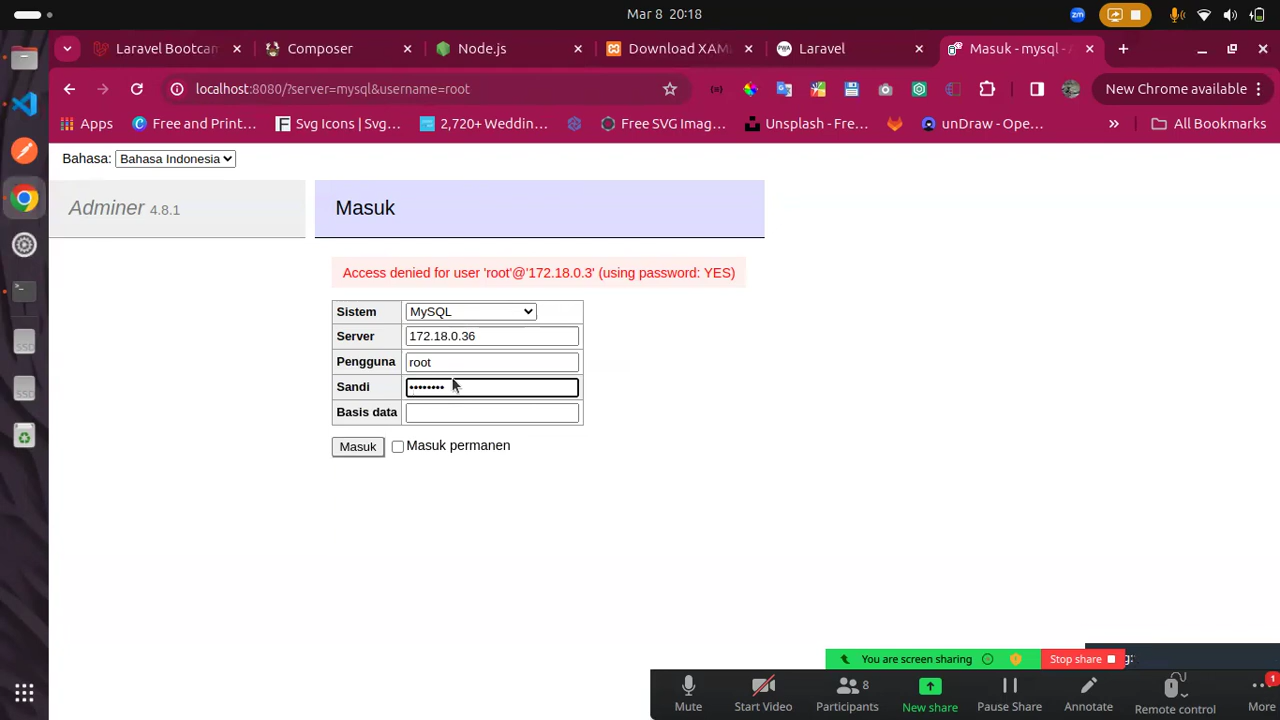 Mar 8 20:18
Laravel Bootcam
Composer
Node.js
Download XAM
Laravel
Masuk - mysql - A
localhost:8080/?server=mysql&username=root
New Chrome available
Apps
Free and Print...
Svg Icons | Svg...
2,720+ Weddin...
Free SVG Imag...
Unsplash - Fre...
unDraw - Ope...
All Bookmarks
Bahasa: Bahasa Indonesia
Adminer 4.8.1
Masuk
Access denied for user 'root'@'172.18.0.3' (using password: YES)
Sistem MySQL
Server 172.18.0.36
Pengguna root
Sandi ••••••••
Basis data
Masuk Masuk permanen
You are screen sharing Stop share
g:
8
1
Mute Start Video Participants New share Pause Share Annotate Remote control More